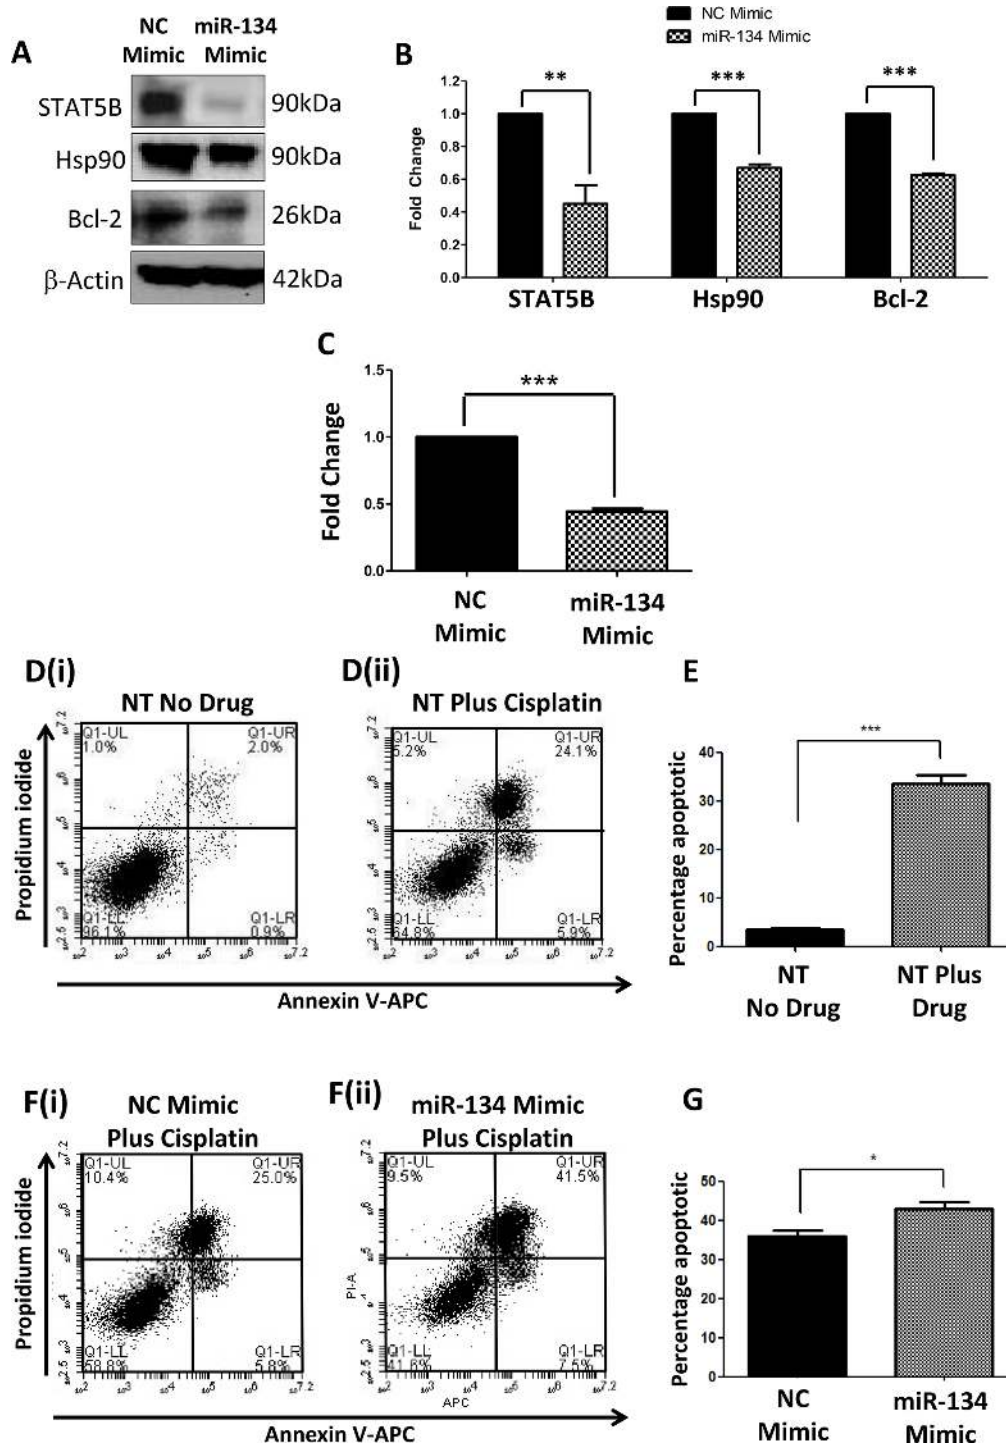 NC Mimic
miR-134 Mimic
A
NC miR-134
Mimic Mimic
STAT5B 90kDa
Hsp90 90kDa
Bcl-2 26kDa
β-Actin 42kDa
B
** *** ***
1.2
1.0
0.8
0.6
0.4
0.2
0.0
Fold Change
STAT5B Hsp90 Bcl-2
C
***
1.5
1.0
0.5
0.0
Fold Change
NC miR-134
Mimic Mimic
D(i)
NT No Drug
Propidium iodide
Q1-UL Q1-UR
1.0% 2.0%
Q1-LL Q1-LR
96.1% 0.9%
D(ii)
NT Plus Cisplatin
Q1-UL Q1-UR
5.2% 24.1%
Q1-LL Q1-LR
64.8% 5.9%
Annexin V-APC
E
***
40
30
20
10
0
Percentage apoptotic
NT NT Plus
No Drug Drug
F(i)
NC Mimic
Plus Cisplatin
Propidium iodide
Q1-UL Q1-UR
10.4% 25.0%
Q1-LL Q1-LR
58.8% 5.8%
F(ii)
miR-134 Mimic
Plus Cisplatin
Q1-UL Q1-UR
9.5% 41.5%
PI-A
Q1-LL Q1-LR
41.6% 7.5%
APC
Annexin V-APC
G
*
50
40
30
20
10
0
Percentage apoptotic
NC miR-134
Mimic Mimic